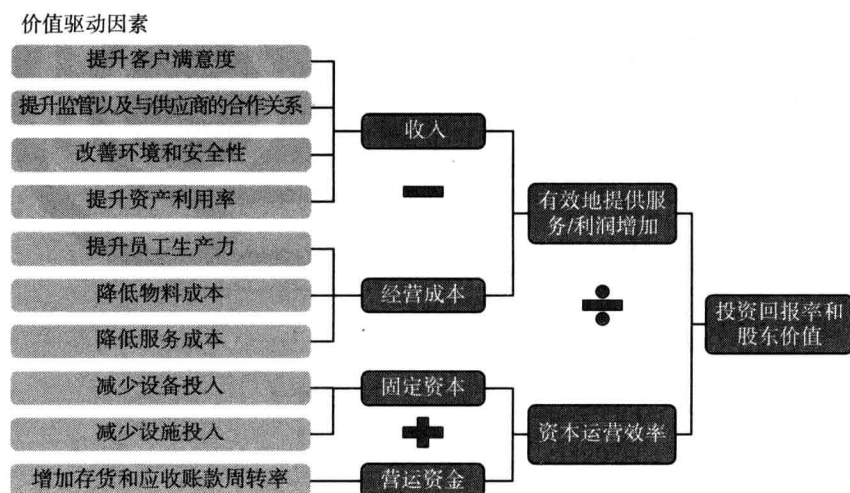 价值驱动因素
提升客户满意度
提升监管以及与供应商的合作关系
改善环境和安全性
提升资产利用率
提升员工生产力
降低物料成本
降低服务成本
减少设备投入
减少设施投入
增加存货和应收账款周转率
收入
经营成本
固定资本
营运资金
有效地提供服
务/利润增加
资本运营效率
投资回报率和
股东价值